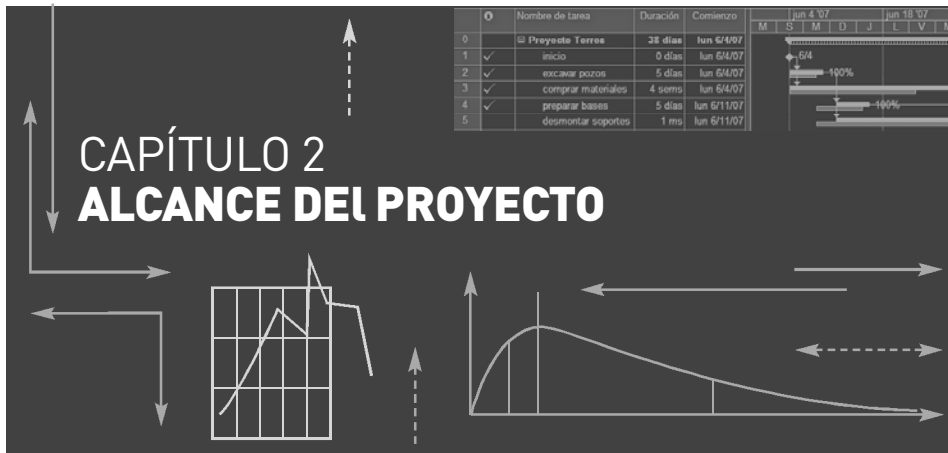 Nombre de tarea Duración Comienzo jun 4 '07 jun 18 '07
M S M D J L V
0 Proyecto Torres 38 días lun 6/4/07
1 inicio 0 días lun 6/4/07 6/4
2 excavar pozos 5 días lun 6/4/07 100%
3 comprar materiales 4 sems lun 6/4/07
4 preparar bases 5 días lun 6/11/07 100%
5 desmontar soportes 1 ms lun 6/11/07
CAPÍTULO 2
ALCANCE DEl PROYECTO